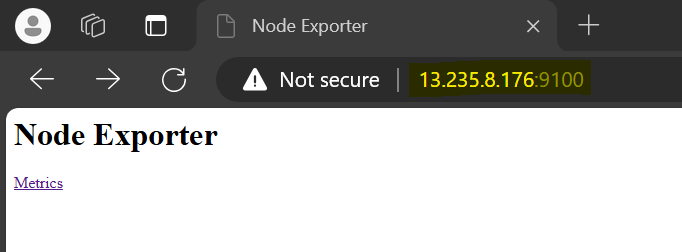 Node Exporter
Not secure | 13.235.8.176:9100
Node Exporter
Metrics